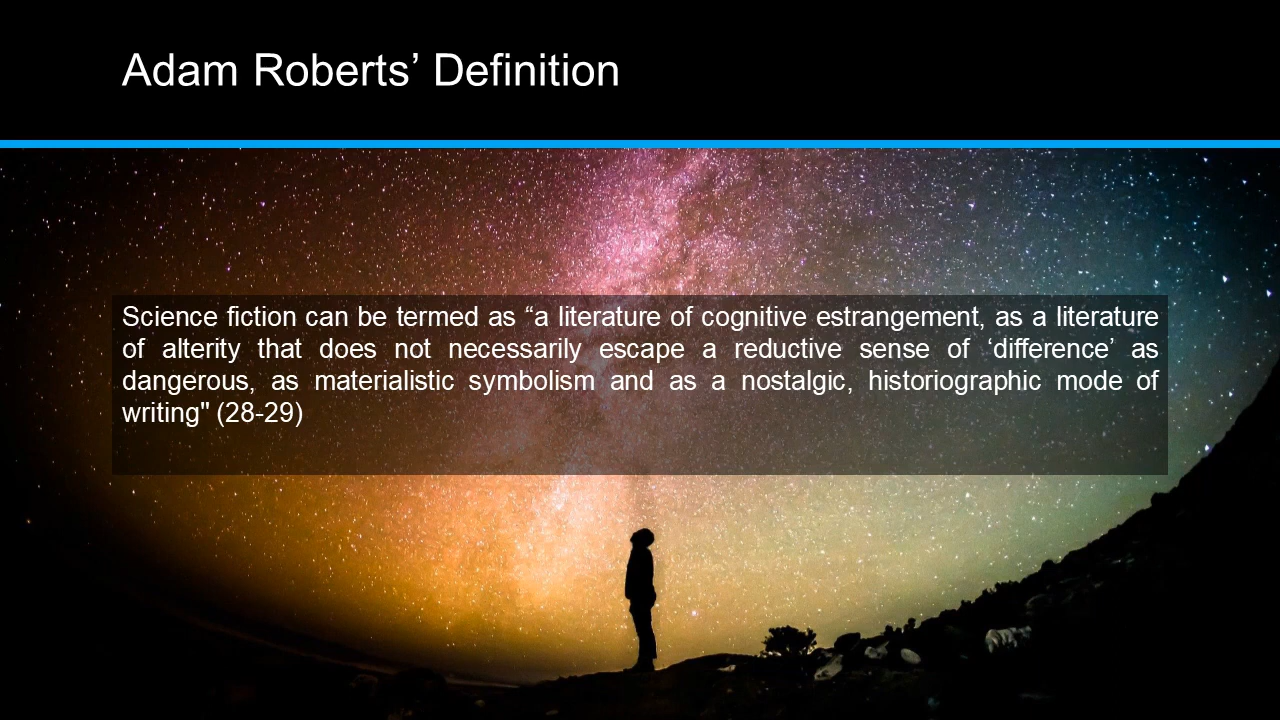 Adam Roberts’ Definition
Science fiction can be termed as “a literature of cognitive estrangement, as a literature
of alterity that does not necessarily escape a reductive sense of ‘difference’ as
dangerous, as materialistic symbolism and as a nostalgic, historiographic mode of
writing" (28-29)